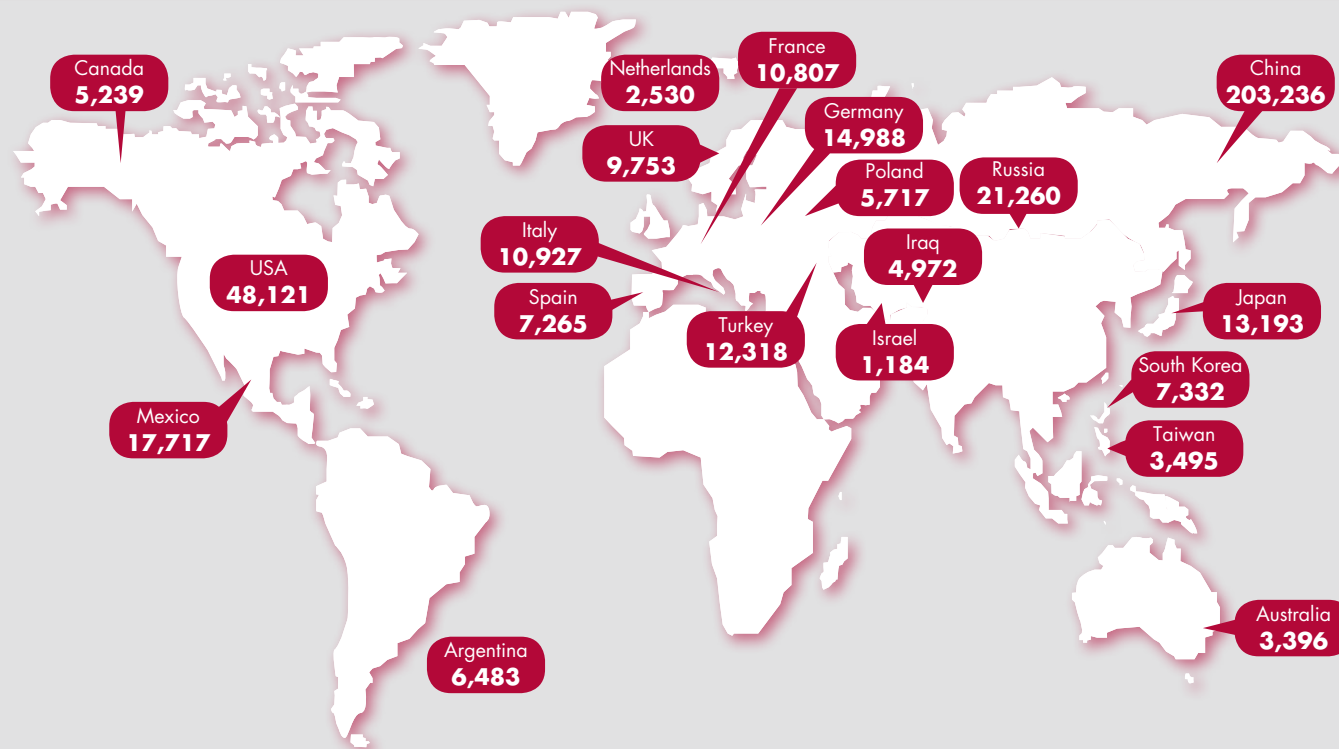 Canada
5,239
Netherlands
2,530
France
10,807
China
203,236
Germany
14,988
UK
9,753
Poland
5,717
Russia
21,260
Italy
10,927
Iraq
4,972
USA
48,121
Spain
7,265
Turkey
12,318
Israel
1,184
Japan
13,193
South Korea
7,332
Mexico
17,717
Taiwan
3,495
Australia
3,396
Argentina
6,483